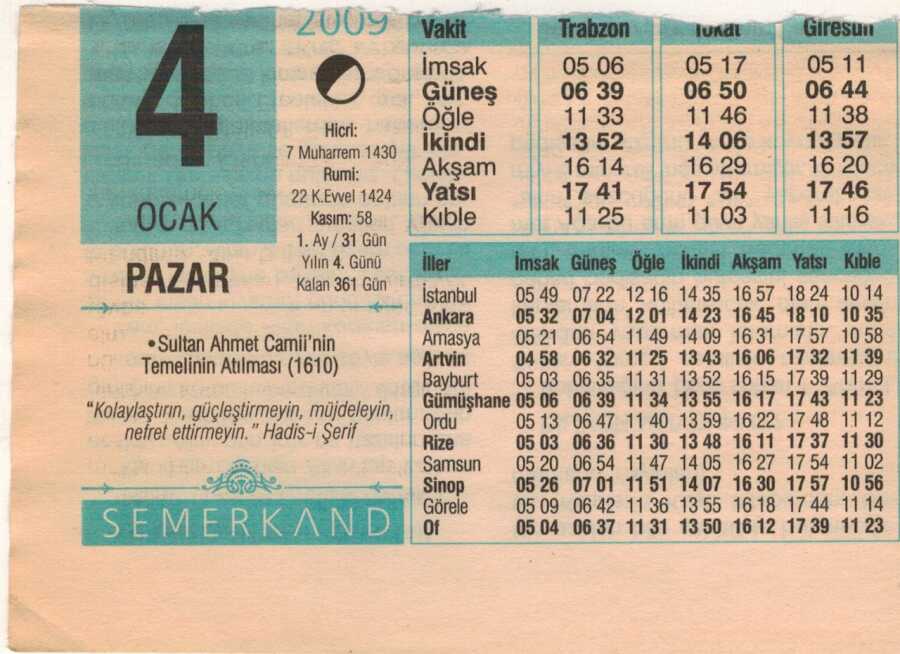 4
OCAK
PAZAR
2009
Hicri:
7 Muharrem 1430
Rumi:
22 K.Evvel 1424
Kasım: 58
1. Ay / 31 Gün
Yılın 4. Günü
Kalan 361 Gün
•Sultan Ahmet Camii'nin
Temelinin Atılması (1610)
"Kolaylaştırın, güçleştirmeyin, müjdeleyin,
nefret ettirmeyin." Hadis-i Şerif
SEMERKAND
Vakit Trabzon Tokat Giresun
İmsak 05 06 05 17 05 11
Güneş 06 39 06 50 06 44
Öğle 11 33 11 46 11 38
İkindi 13 52 14 06 13 57
Akşam 16 14 16 29 16 20
Yatsı 17 41 17 54 17 46
Kıble 11 25 11 03 11 16
İller İmsak Güneş Öğle İkindi Akşam Yatsı Kıble
İstanbul 05 49 07 22 12 16 14 35 16 57 18 24 10 14
Ankara 05 32 07 04 12 01 14 23 16 45 18 10 10 35
Amasya 05 21 06 54 11 49 14 09 16 31 17 57 10 58
Artvin 04 58 06 32 11 25 13 43 16 06 17 32 11 39
Bayburt 05 03 06 35 11 31 13 52 16 15 17 39 11 29
Gümüşhane 05 06 06 39 11 34 13 55 16 17 17 43 11 23
Ordu 05 13 06 47 11 40 13 59 16 22 17 48 11 12
Rize 05 03 06 36 11 30 13 48 16 11 17 37 11 30
Samsun 05 20 06 54 11 47 14 05 16 27 17 54 11 02
Sinop 05 26 07 01 11 51 14 07 16 30 17 57 10 56
Görele 05 09 06 42 11 36 13 55 16 18 17 44 11 14
Of 05 04 06 37 11 31 13 50 16 12 17 39 11 23